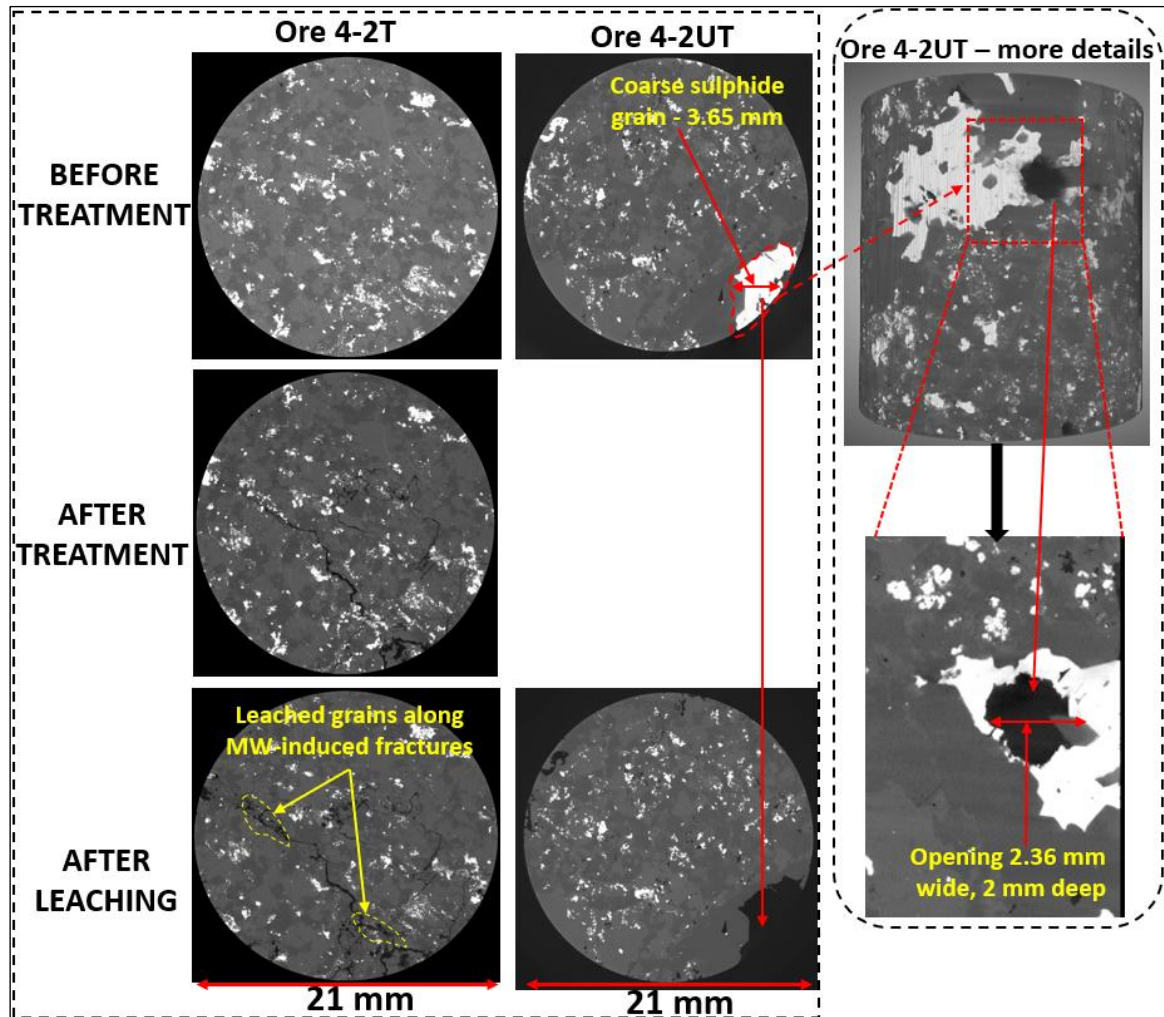 Ore 4-2T
Ore 4-2UT
Ore 4-2UT – more details
BEFORE
TREATMENT
Coarse sulphide
grain - 3.65 mm
AFTER
TREATMENT
AFTER
LEACHING
Leached grains along
MW-induced fractures
Opening 2.36 mm
wide, 2 mm deep
21 mm
21 mm